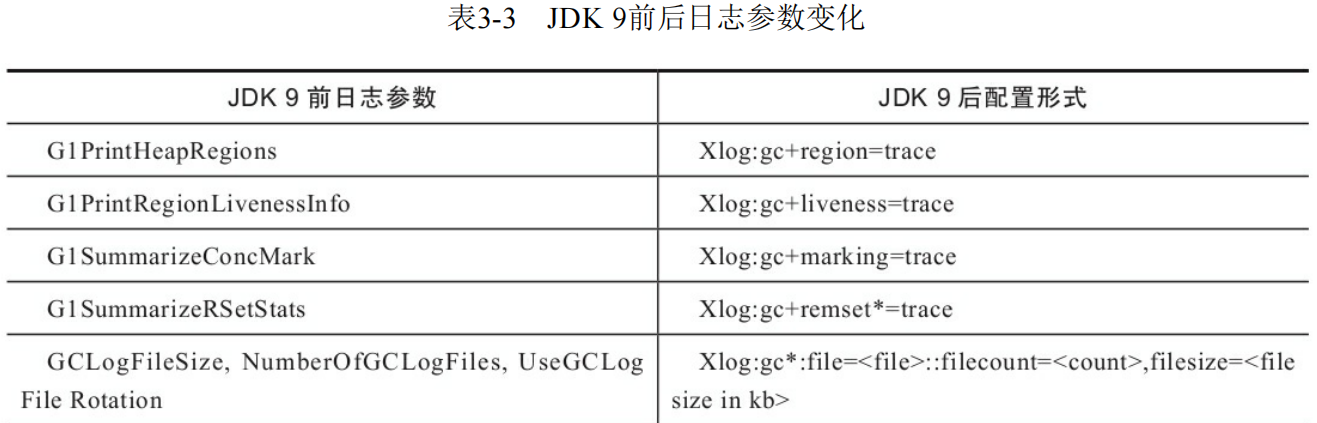 表3-3 JDK 9前后日志参数变化
JDK 9 前日志参数 JDK 9 后配置形式
G1PrintHeapRegions Xlog:gc+region=trace
G1PrintRegionLivenessInfo Xlog:gc+liveness=trace
G1SummarizeConcMark Xlog:gc+marking=trace
G1SummarizeRSetStats Xlog:gc+remset*=trace
GCLogFileSize, NumberOfGCLogFiles, UseGCLog Xlog:gc*:file=<file>::filecount=<count>,filesize=<file
File Rotation size in kb>